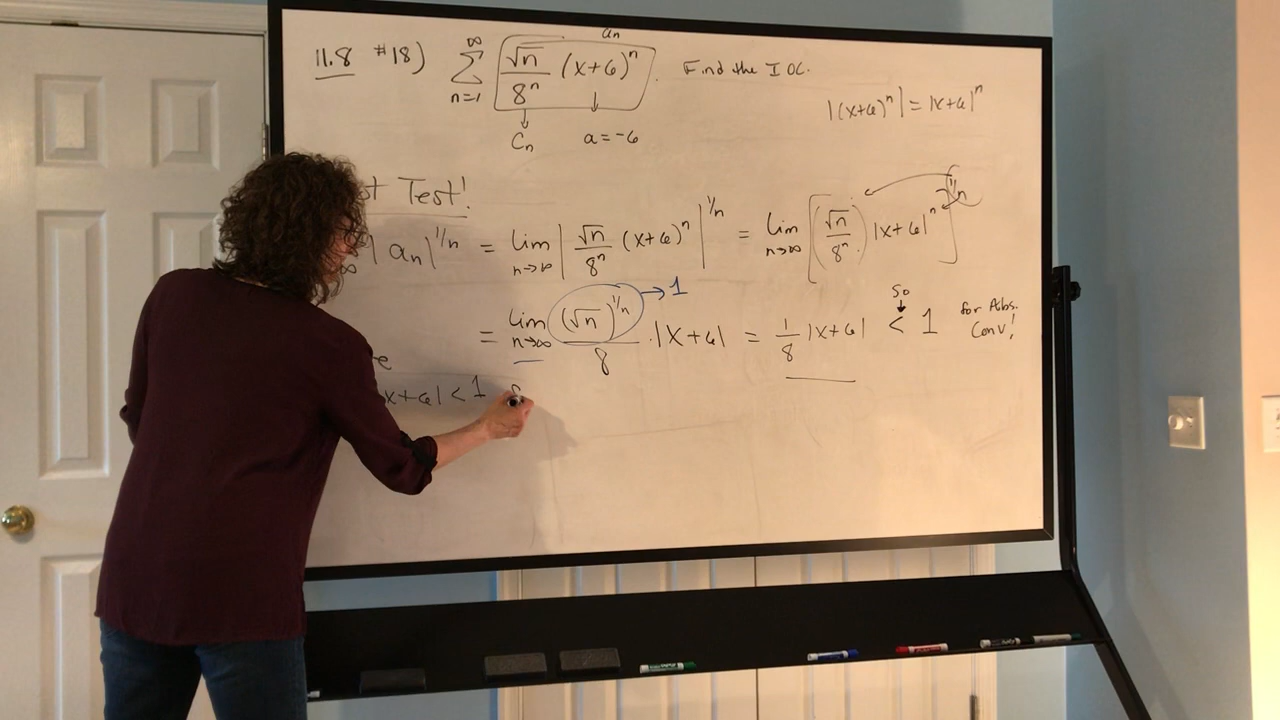 11.8 #18) ∞∑n=1 √n/8ⁿ (x+6)ⁿ aₙ Find the IOC.
|(x+6)ⁿ| = |x+6|ⁿ
Cₙ a=-6
t Test!
∞ |aₙ|^1/n = lim n→∞ |√n/8ⁿ (x+6)ⁿ|^1/n = lim n→∞ [(√n/8ⁿ) |x+6|ⁿ]^1/n
= lim n→∞ (√n)^1/n /8 · |x+6| = 1/8 |x+6| < 1 for Abs. Conv!
→ 1
so
e
x+6| < 1